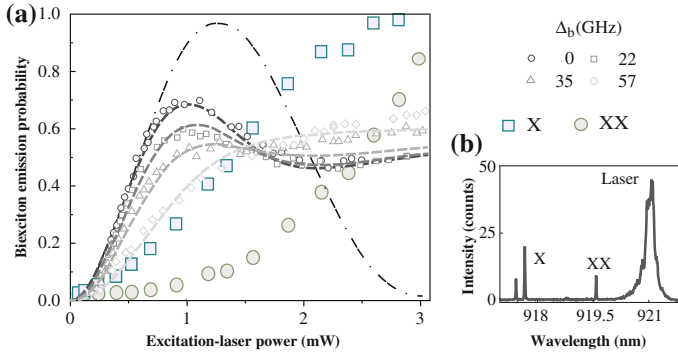 (a)
Biexciton emission probability
1.0
0.8
0.6
0.4
0.2
0.0
0
1
2
3
Excitation-laser power (mW)
Δb(GHz)
0
22
35
57
X
XX
(b)
Intensity (counts)
50
25
0
Laser
X
XX
918
919.5
921
Wavelength (nm)